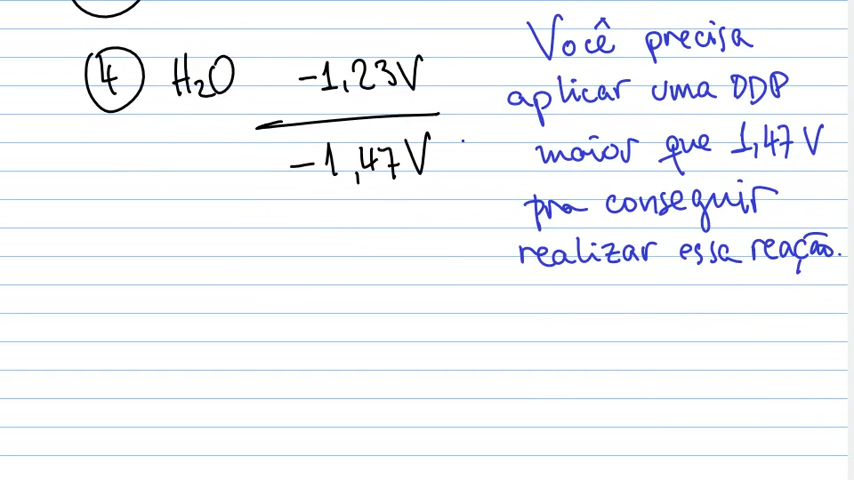 4 H₂O -1,23V
-1,47V
Você precisa
aplicar uma DDP
maior que 1,47 V
pra conseguir
realizar essa reação.